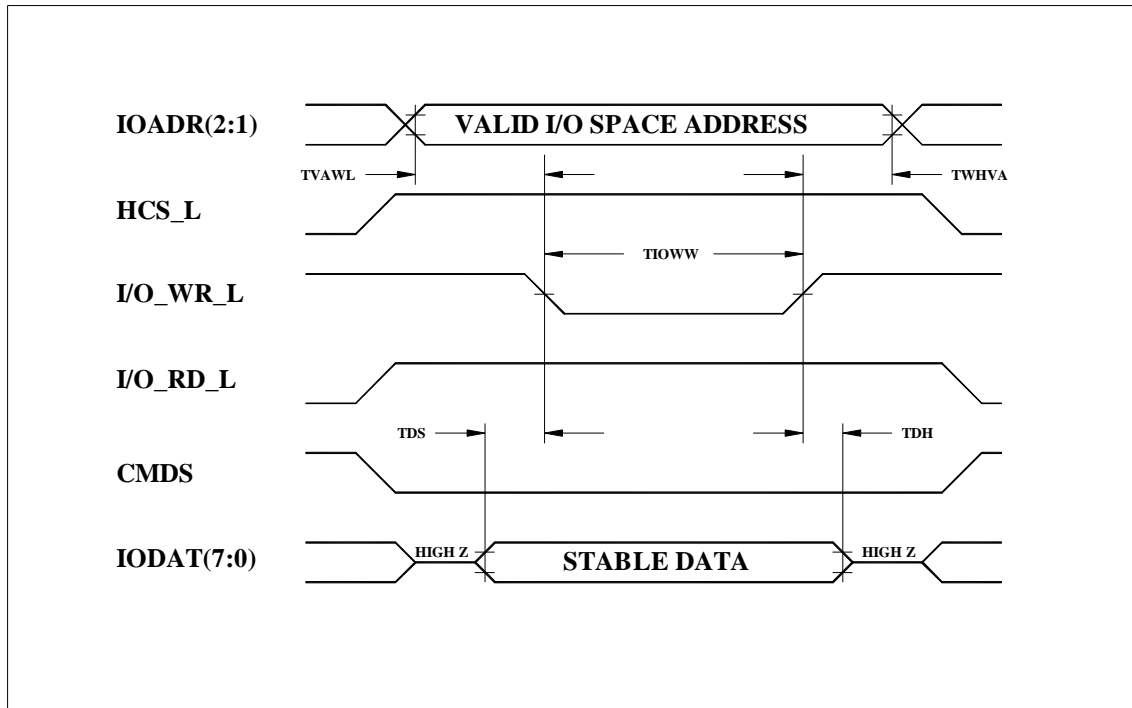 IOADR(2:1)
VALID I/O SPACE ADDRESS
TVAWL
TWHVA
HCS_L
TIOWW
I/O_WR_L
I/O_RD_L
TDS
TDH
CMDS
IODAT(7:0)
HIGH Z
STABLE DATA
HIGH Z